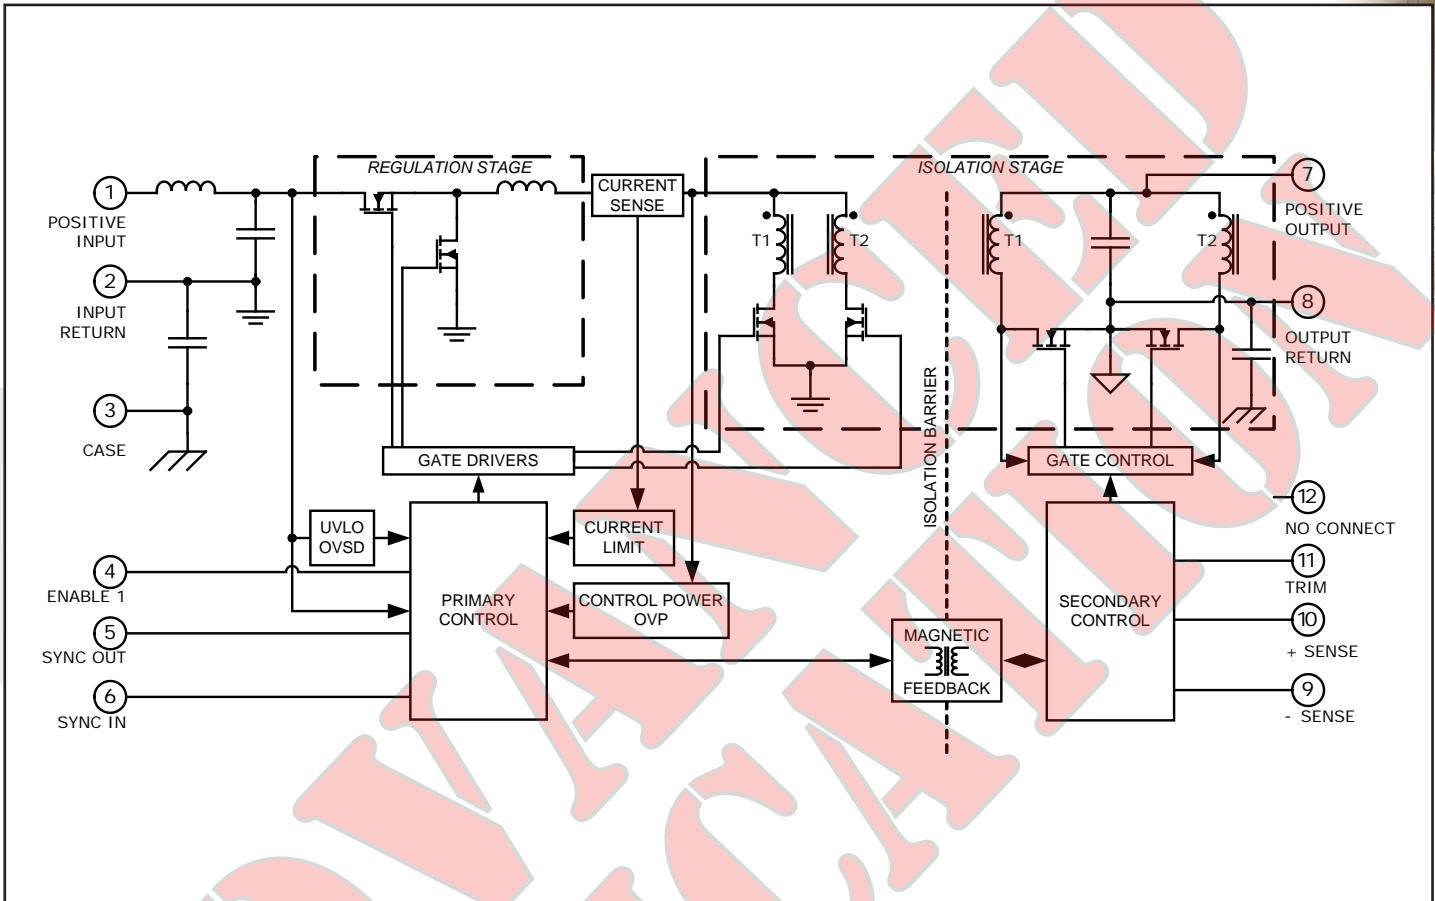 REGULATION STAGE
ISOLATION STAGE
1
POSITIVE
INPUT
CURRENT
SENSE
7
POSITIVE
OUTPUT
T1
T2
T1
T2
2
INPUT
RETURN
8
OUTPUT
RETURN
3
CASE
ISOLATION BARRIER
GATE DRIVERS
GATE CONTROL
12
NO CONNECT
UVLO
OVSD
CURRENT
LIMIT
4
ENABLE 1
11
TRIM
PRIMARY
CONTROL
CONTROL POWER
OVP
SECONDARY
CONTROL
5
SYNC OUT
10
+ SENSE
MAGNETIC
FEEDBACK
6
SYNC IN
9
- SENSE